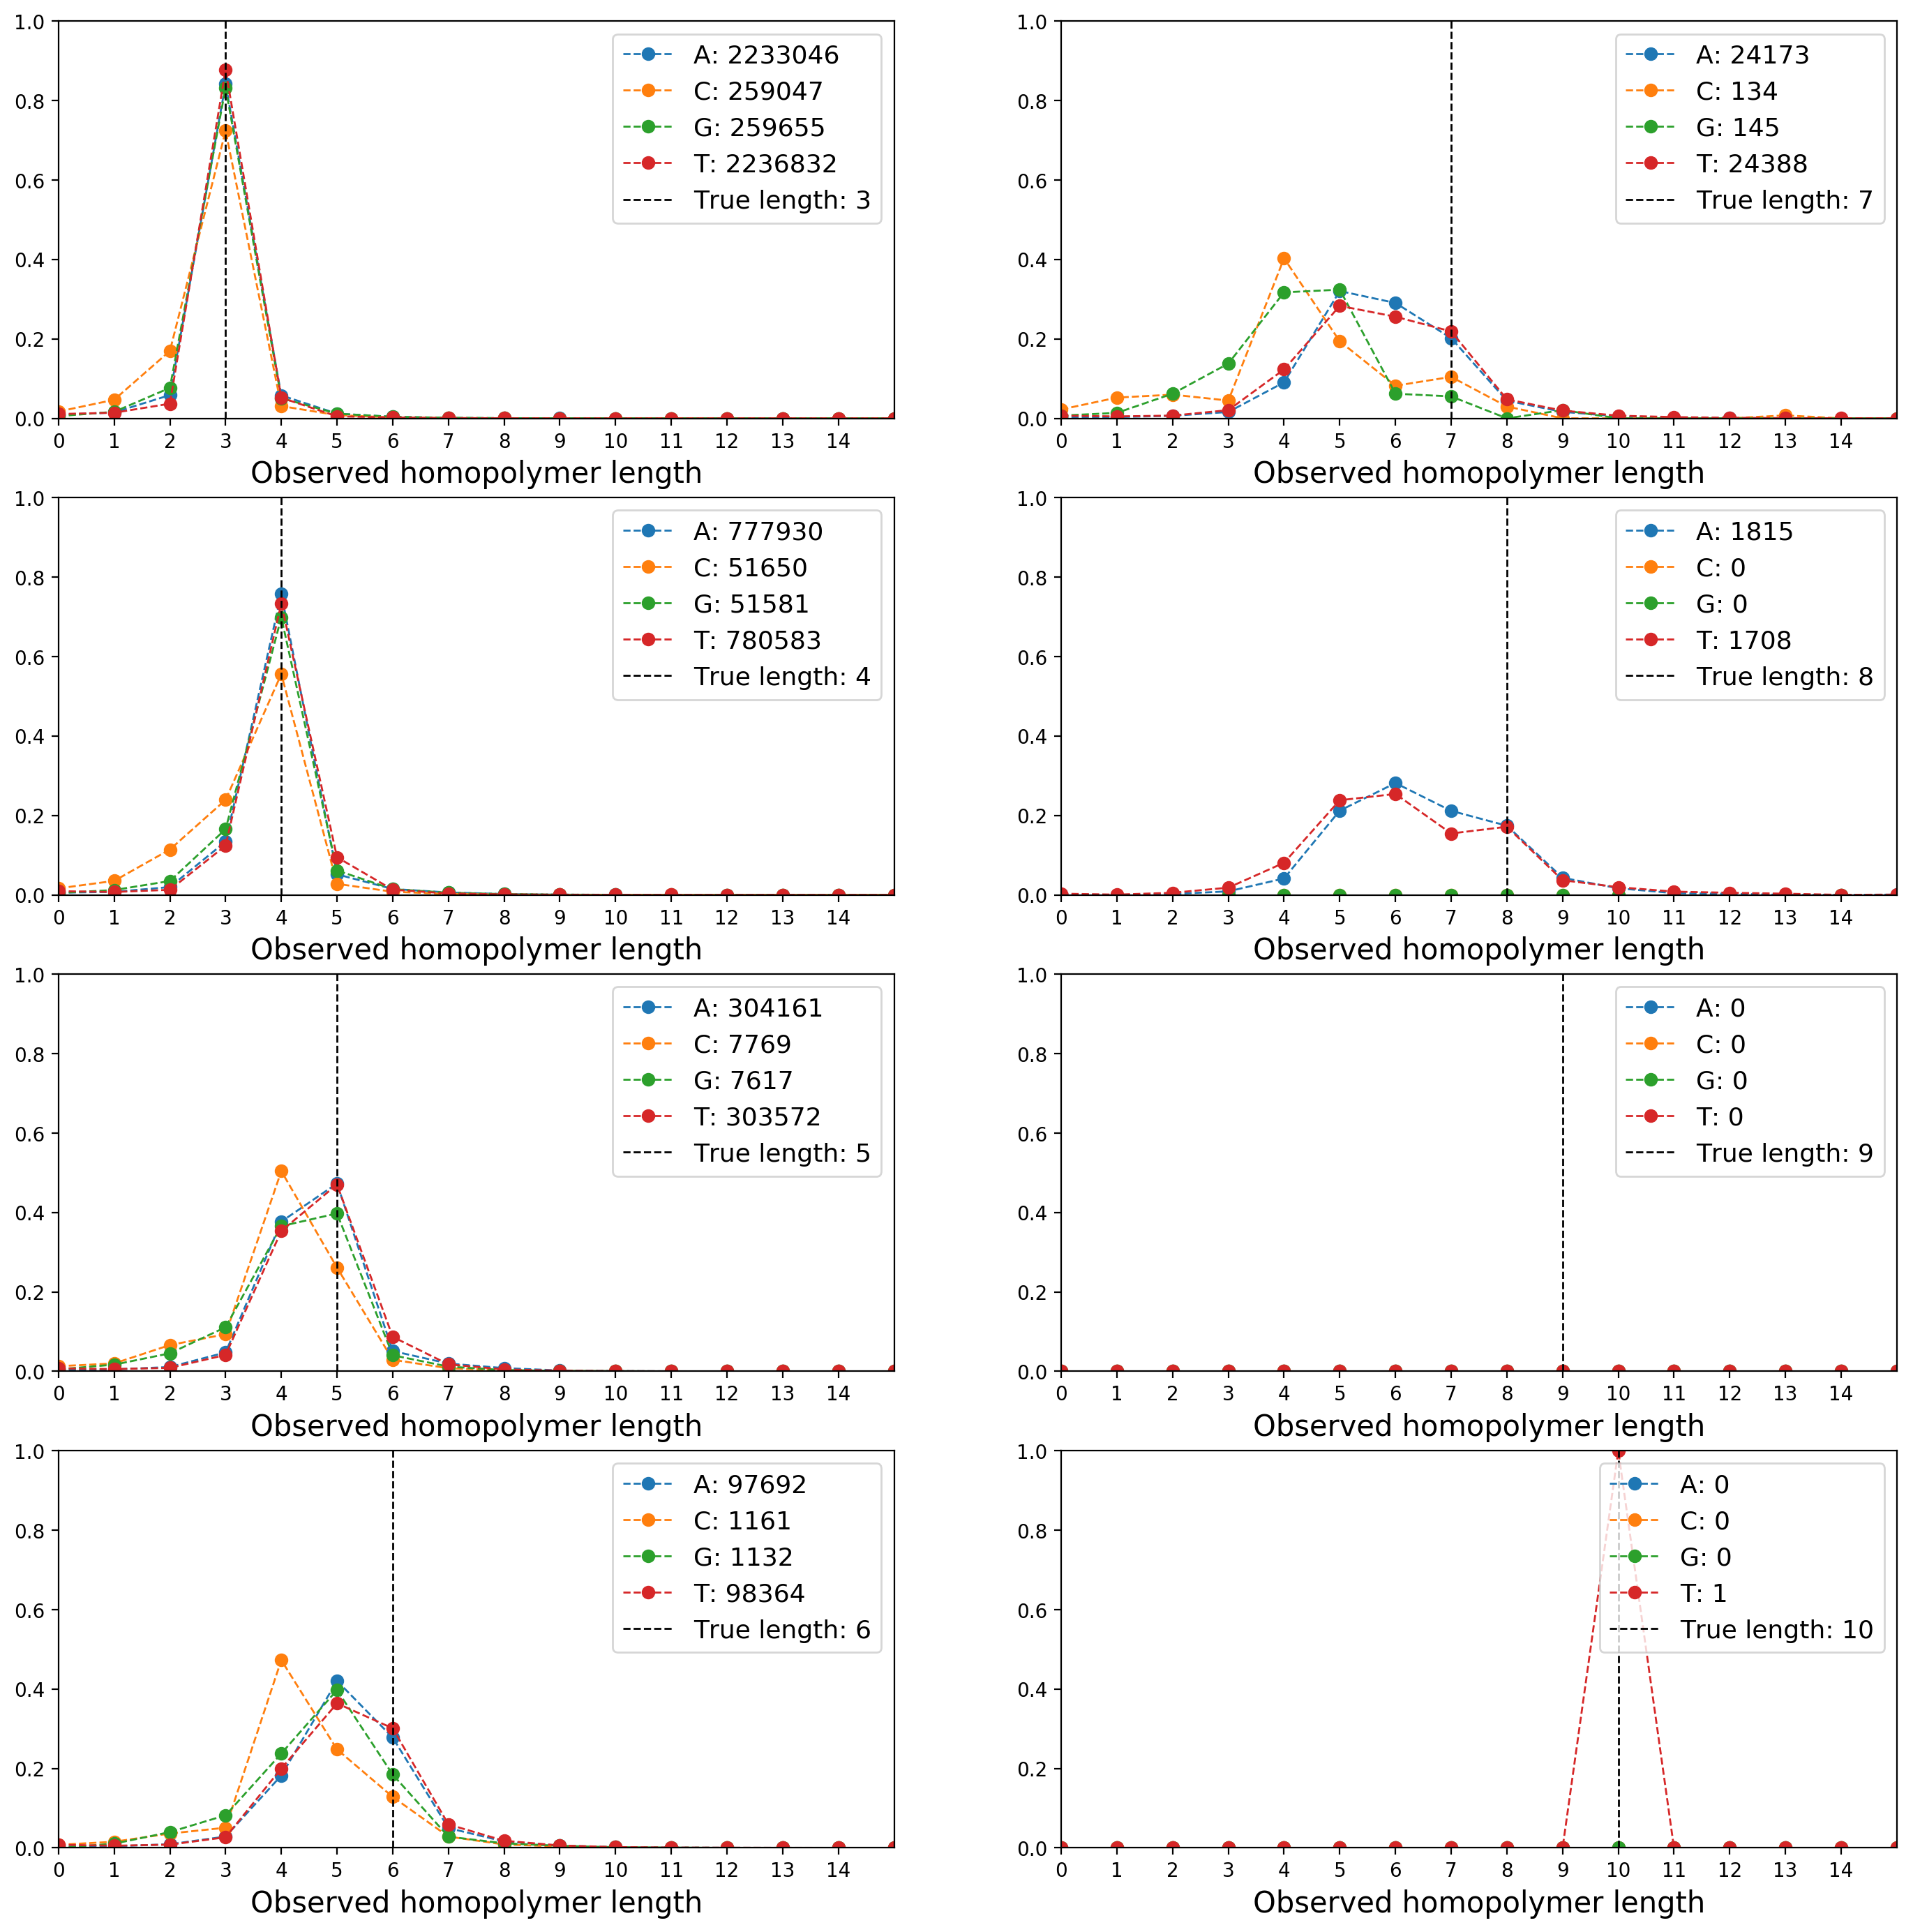 1.0
0.8
0.6
0.4
0.2
0.0
0 1 2 3 4 5 6 7 8 9 10 11 12 13 14
Observed homopolymer length
A: 2233046
C: 259047
G: 259655
T: 2236832
True length: 3
1.0
0.8
0.6
0.4
0.2
0.0
0 1 2 3 4 5 6 7 8 9 10 11 12 13 14
Observed homopolymer length
A: 24173
C: 134
G: 145
T: 24388
True length: 7
1.0
0.8
0.6
0.4
0.2
0.0
0 1 2 3 4 5 6 7 8 9 10 11 12 13 14
Observed homopolymer length
A: 777930
C: 51650
G: 51581
T: 780583
True length: 4
1.0
0.8
0.6
0.4
0.2
0.0
0 1 2 3 4 5 6 7 8 9 10 11 12 13 14
Observed homopolymer length
A: 1815
C: 0
G: 0
T: 1708
True length: 8
1.0
0.8
0.6
0.4
0.2
0.0
0 1 2 3 4 5 6 7 8 9 10 11 12 13 14
Observed homopolymer length
A: 304161
C: 7769
G: 7617
T: 303572
True length: 5
1.0
0.8
0.6
0.4
0.2
0.0
0 1 2 3 4 5 6 7 8 9 10 11 12 13 14
Observed homopolymer length
A: 0
C: 0
G: 0
T: 0
True length: 9
1.0
0.8
0.6
0.4
0.2
0.0
0 1 2 3 4 5 6 7 8 9 10 11 12 13 14
Observed homopolymer length
A: 97692
C: 1161
G: 1132
T: 98364
True length: 6
1.0
0.8
0.6
0.4
0.2
0.0
0 1 2 3 4 5 6 7 8 9 10 11 12 13 14
Observed homopolymer length
A: 0
C: 0
G: 0
T: 1
True length: 10